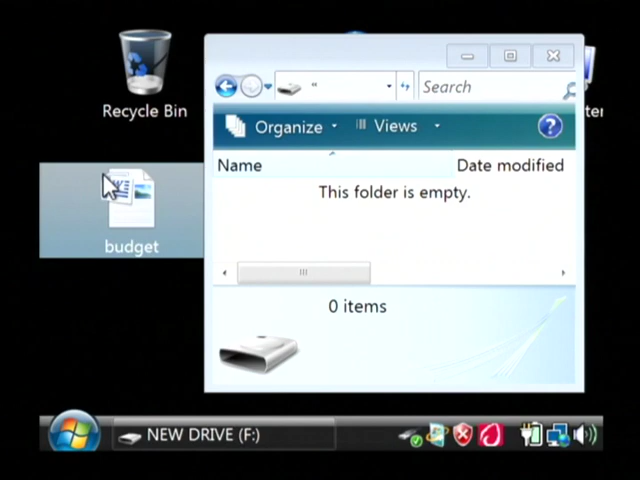 Recycle Bin
Search
Organize
Views
?
Name
Date modified
This folder is empty.
budget
0 items
NEW DRIVE (F:)